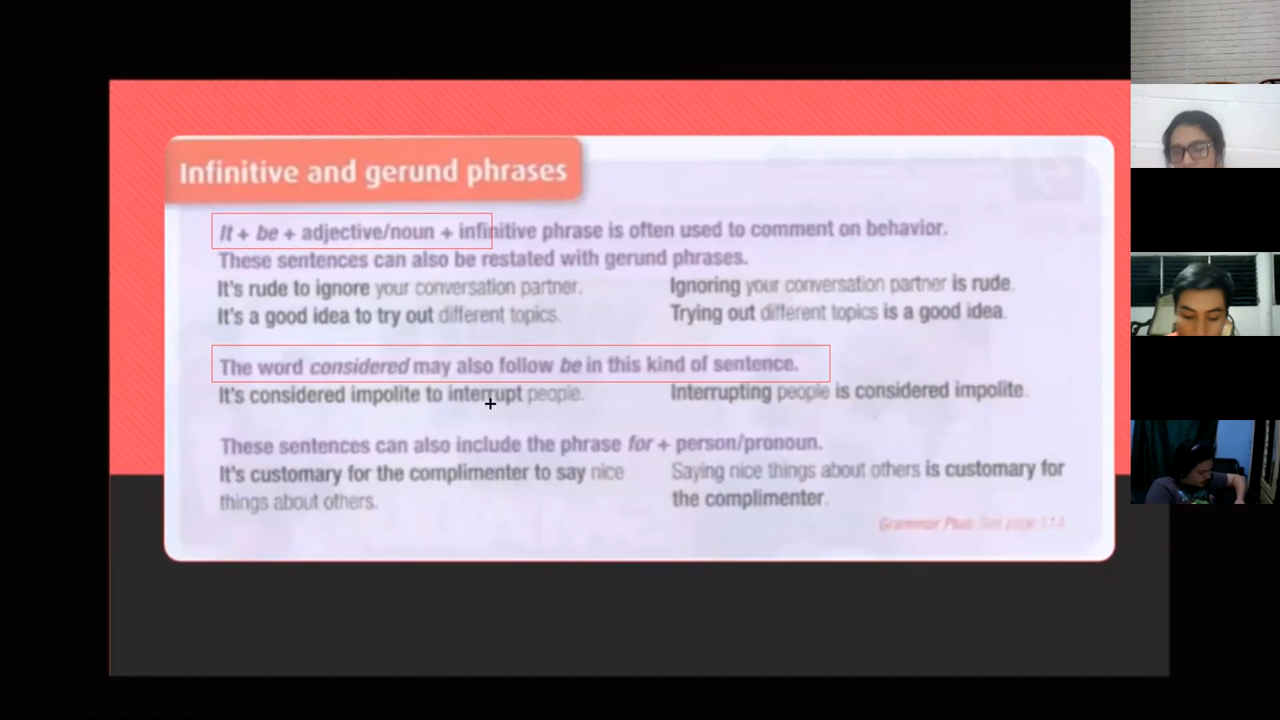 Infinitive and gerund phrases
It + be + adjective/noun + infinitive phrase is often used to comment on behavior.
These sentences can also be restated with gerund phrases.
It's rude to ignore your conversation partner. Ignoring your conversation partner is rude.
It's a good idea to try out different topics. Trying out different topics is a good idea.
The word considered may also follow be in this kind of sentence.
It's considered impolite to interrupt people. Interrupting people is considered impolite.
These sentences can also include the phrase for + person/pronoun.
It's customary for the complimenter to say nice Saying nice things about others is customary for
things about others. the complimenter.
Grammar Plus: See page 114